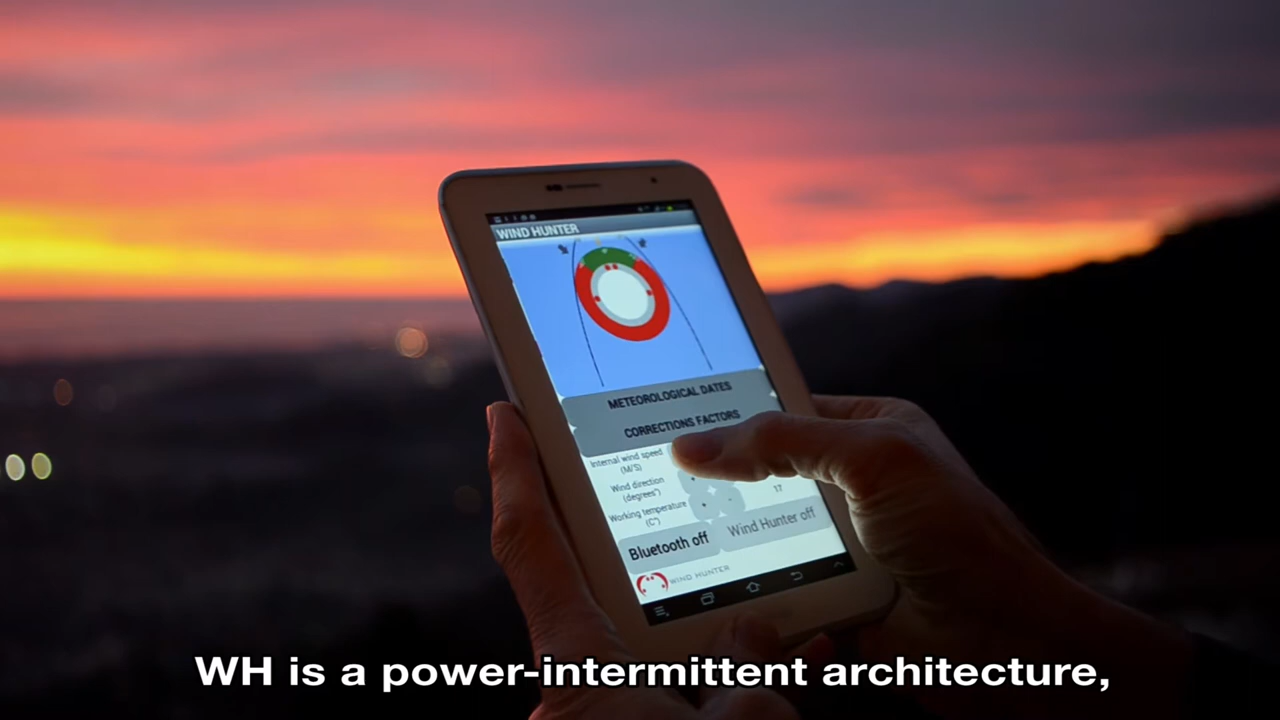 WIND HUNTER
METEOROLOGICAL DATES
CORRECTIONS FACTORS
Internal wind speed
(M/S)
Wind direction
(degrees°)
Working temperature
(C°)
+
+ -
17
Bluetooth off
Wind Hunter off
WIND HUNTER
WH is a power-intermittent architecture,